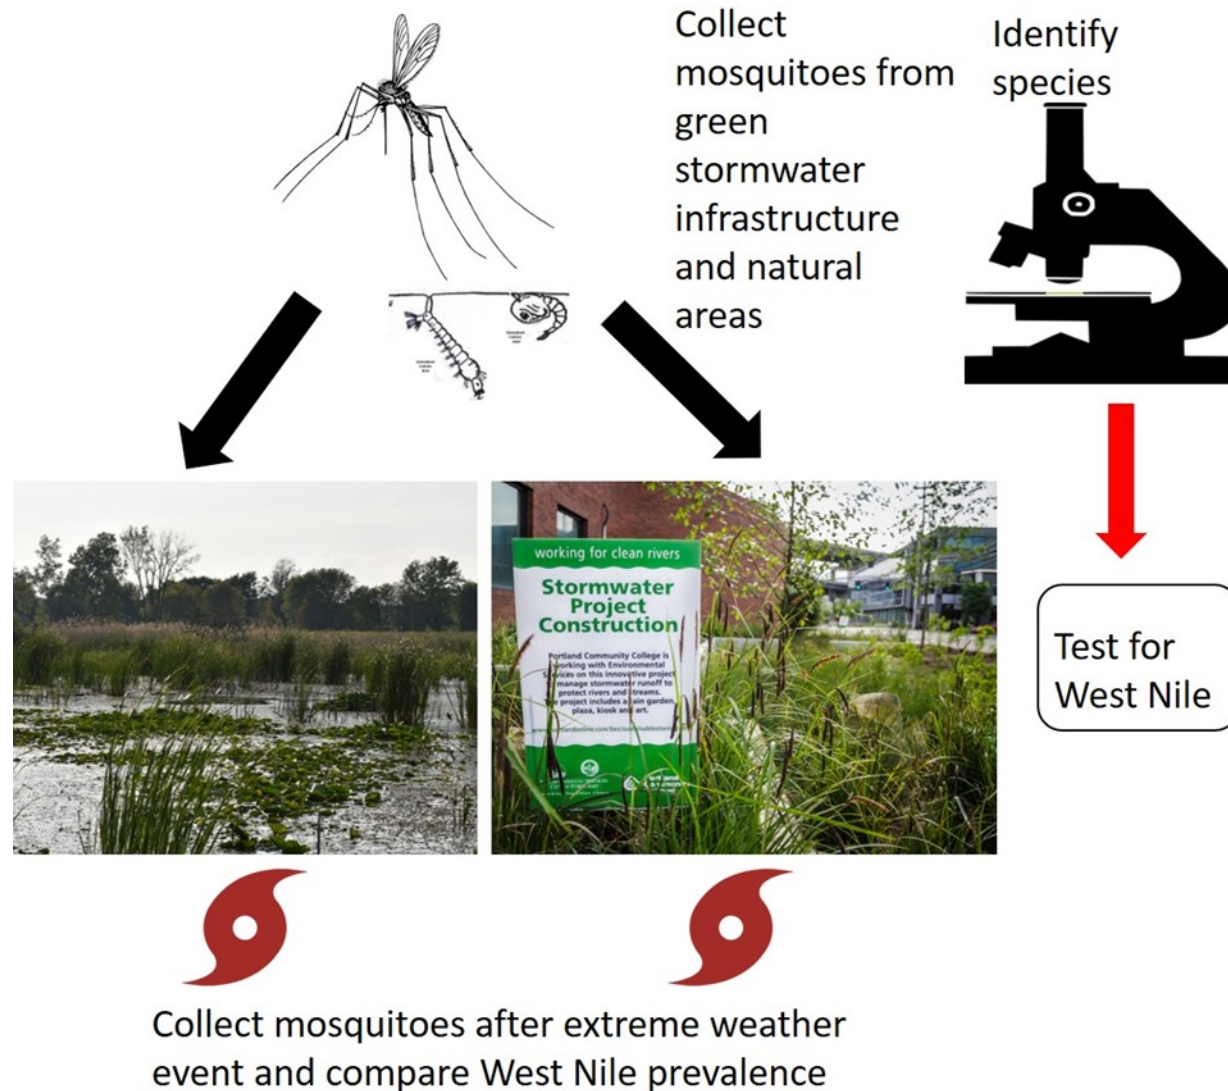 Collect
mosquitoes from
green
stormwater
infrastructure
and natural
areas
Identify
species
working for clean rivers
Stormwater
Project
Construction
Portland Community College is
working with Environmental
Services on this innovative project
to manage stormwater runoff to
protect rivers and streams.
The project includes a rain garden,
plaza, kiosk and art.
Test for
West Nile
Collect mosquitoes after extreme weather
event and compare West Nile prevalence